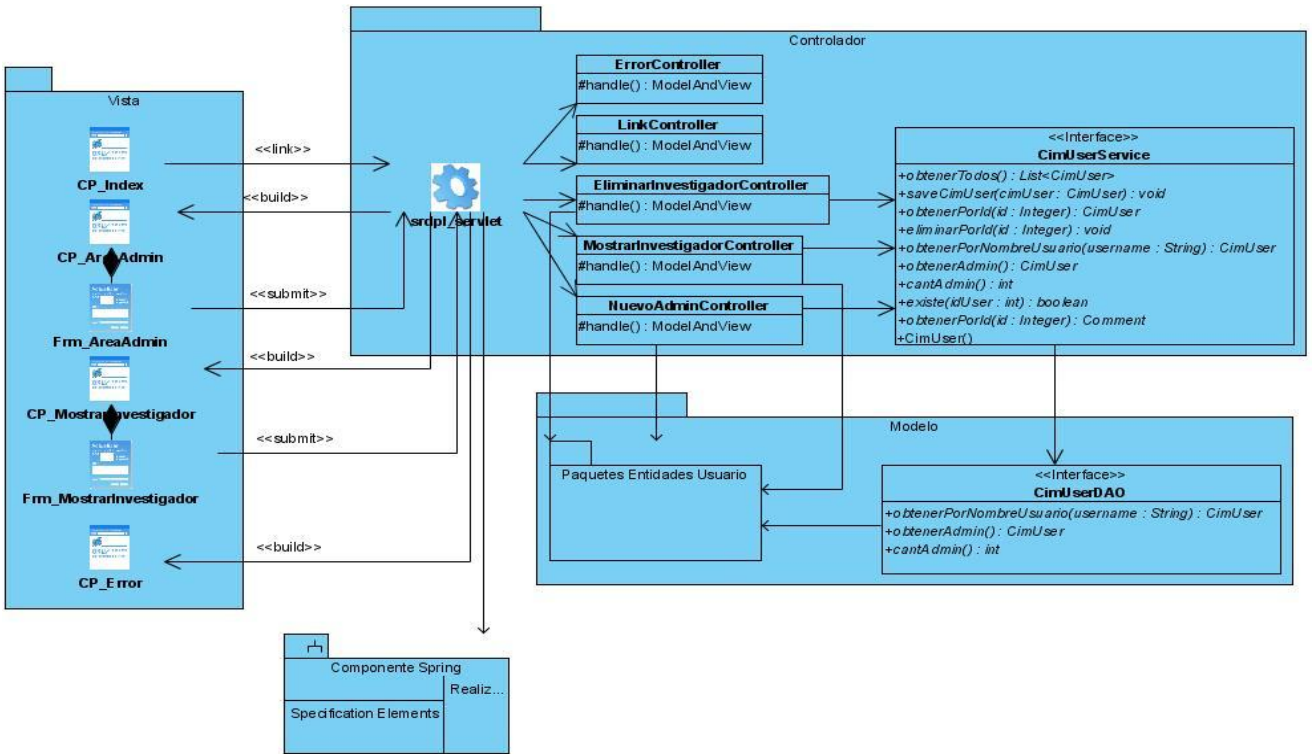 Controlador
ErrorController
#handle() : ModelAndView
LinkController
#handle() : ModelAndView
EliminarInvestigadorController
#handle() : ModelAndView
MostrarInvestigadorController
#handle() : ModelAndView
NuevoAdminController
#handle() : ModelAndView
<<Interface>>
CimUserService
+obtenerTodos() : List<CimUser>
+saveCimUser(cimUser : CimUser) : void
+obtenerPorId(id : Integer) : CimUser
+eliminarPorId(id : Integer) : void
+obtenerPorNombreUsuario(username : String) : CimUser
+obtenerAdmin() : CimUser
+cantAdmin() : int
+existe(idUser : int) : boolean
+obtenerPorId(id : Integer) : Comment
+CimUser()
srdpl_servlet
Vista
CP_Index
CP_AreaAdmin
Frm_AreaAdmin
CP_MostrarInvestigador
Frm_MostrarInvestigador
CP_Error
<<link>>
<<build>>
<<submit>>
<<build>>
<<submit>>
<<build>>
Modelo
Paquetes Entidades Usuario
<<Interface>>
CimUserDAO
+obtenerPorNombreUsuario(username : String) : CimUser
+obtenerAdmin() : CimUser
+cantAdmin() : int
Componente Spring
Realiz...
Specification Elements